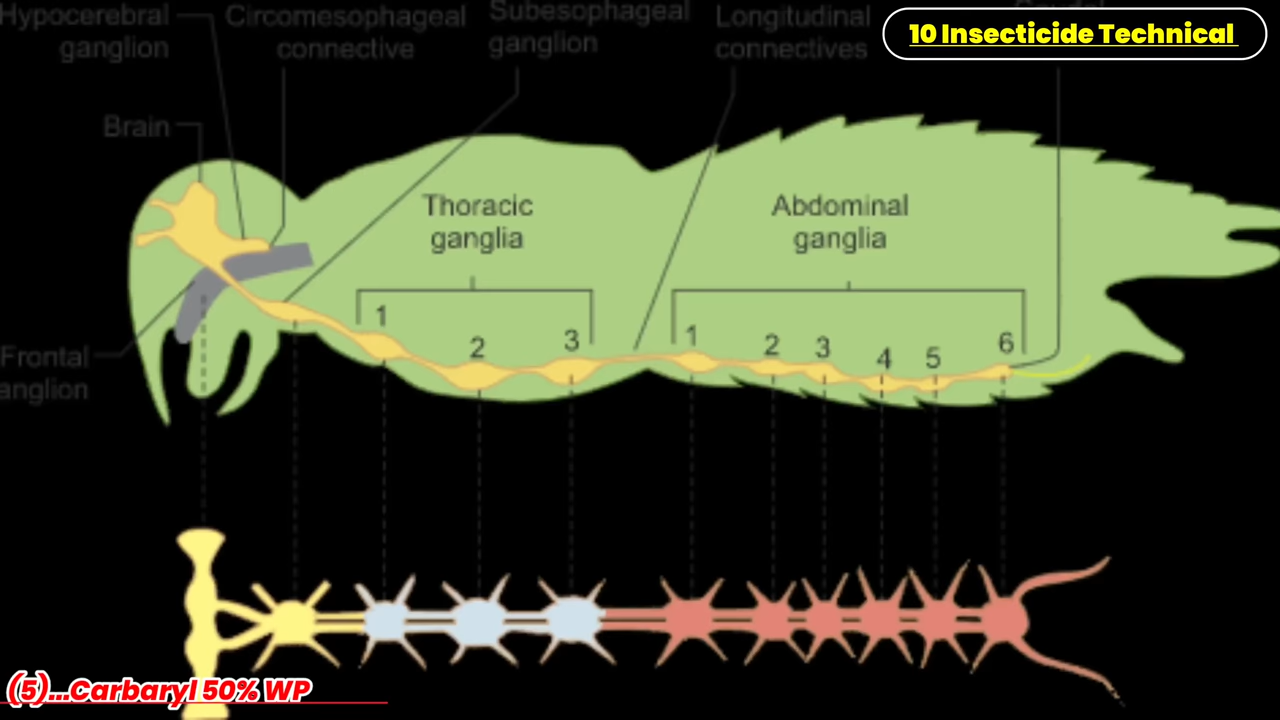 Hypocerebral
ganglion
Circomesophageal
connective
Subesophageal
ganglion
Longitudinal
connectives
10 Insecticide Technical
Brain
Thoracic
ganglia
Abdominal
ganglia
1
2
3
1
2
3
4
5
6
Frontal
anglion
(5)...Carbaryl 50% WP